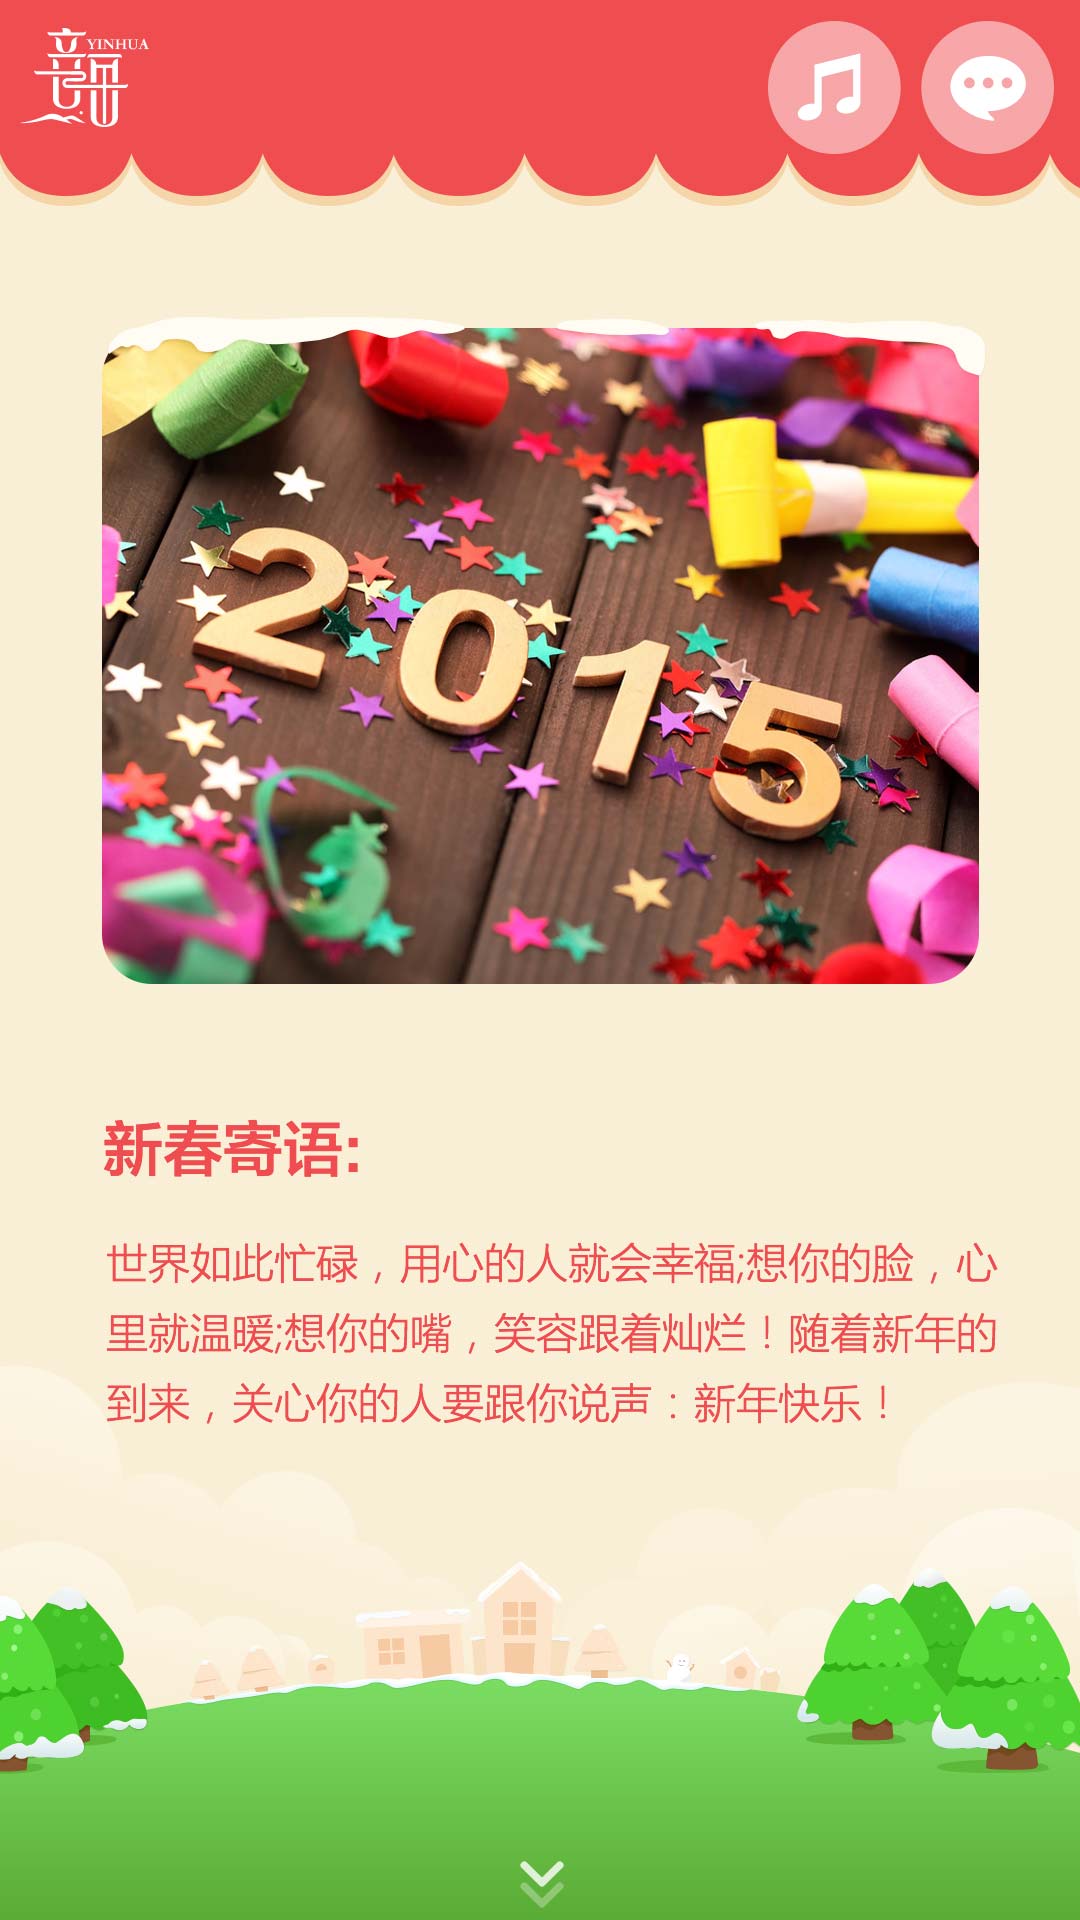 YINHUA
2015
新春寄语:
世界如此忙碌，用心的人就会幸福;想你的脸，心
里就温暖;想你的嘴，笑容跟着灿烂！随着新年的
到来，关心你的人要跟你说声：新年快乐！